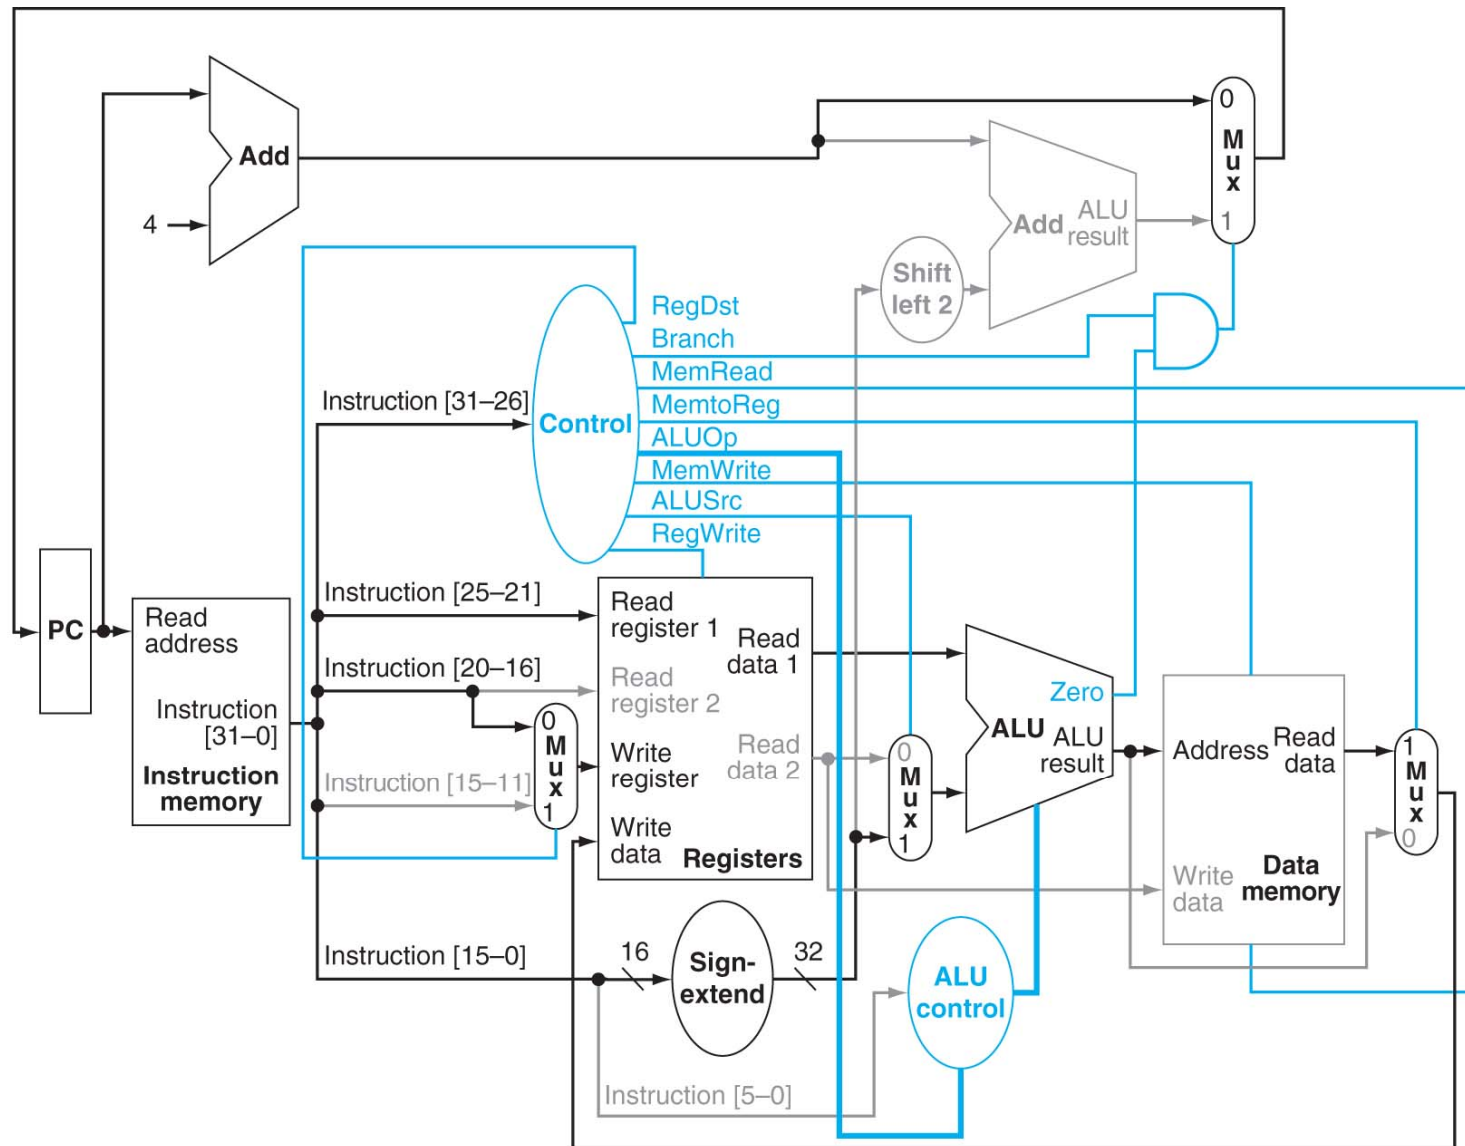 0
M
u
x
1
Add
4
Add
ALU
result
Shift
left 2
RegDst
Branch
MemRead
MemtoReg
ALUOp
MemWrite
ALUSrc
RegWrite
Instruction [31–26]
Control
PC
Read
address
Instruction
[31–0]
Instruction
memory
Instruction [25–21]
Instruction [20–16]
Instruction [15–11]
0
M
u
x
1
Read
register 1
Read
register 2
Write
register
Write
data
Read
data 1
Read
data 2
Registers
0
M
u
x
1
Zero
ALU
ALU
result
Address
Read
data
Write
data
Data
memory
1
M
u
x
0
Instruction [15–0]
16
Sign-
extend
32
ALU
control
Instruction [5–0]